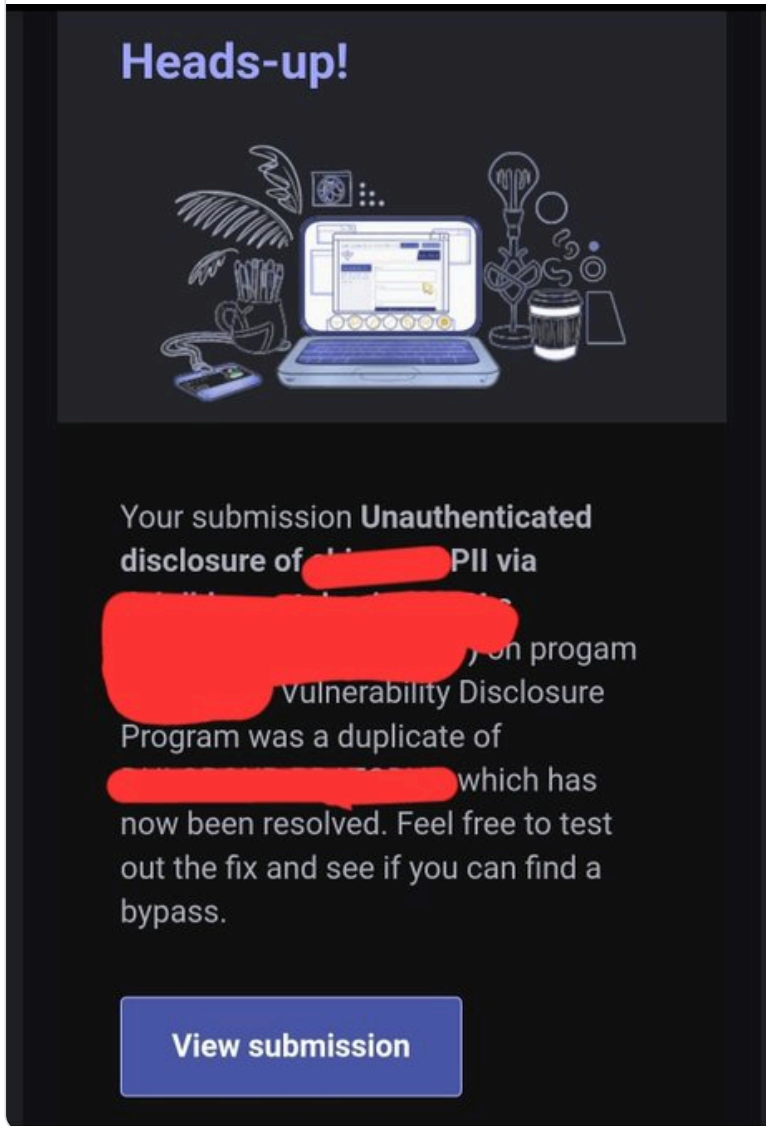 Heads-up!
Your submission Unauthenticated
disclosure of PII via
on progam
Vulnerability Disclosure
Program was a duplicate of
which has
now been resolved. Feel free to test
out the fix and see if you can find a
bypass.
View submission